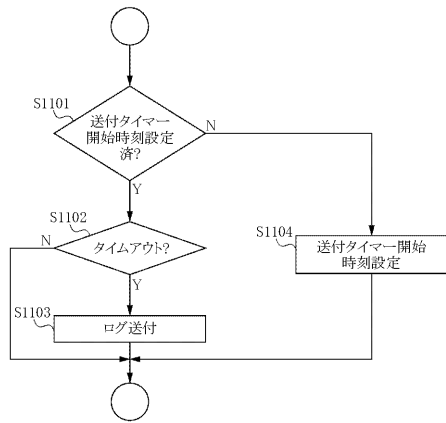 S1101
送付タイマー
開始時刻設定
済?
N
Y
S1102
N
タイムアウト?
Y
S1104
送付タイマー開始
時刻設定
S1103
ログ送付